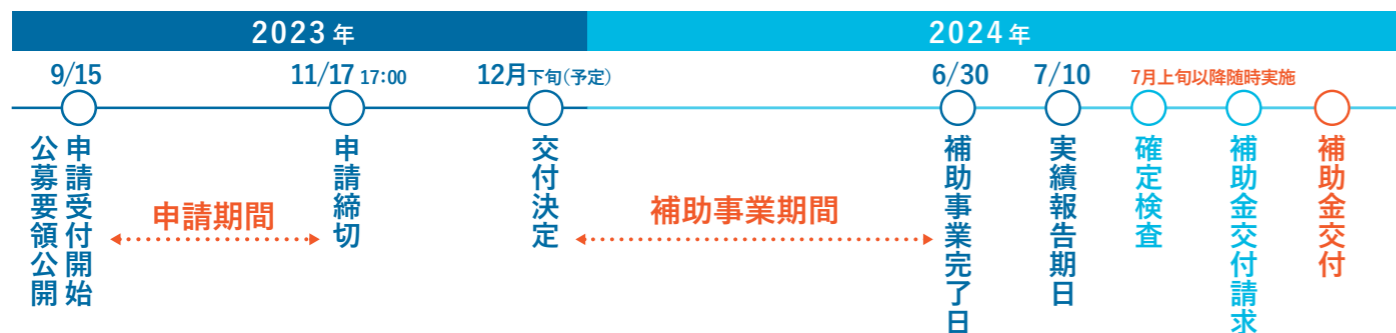 2023年
2024年
9/15
11/17 17:00
12月下旬(予定)
6/30
7/10
7月上旬以降随時実施
申請受付開始
公募要領公開
申請期間
申請締切
交付決定
補助事業期間
補助事業完了日
実績報告期日
確定検査
補助金交付請求
補助金交付